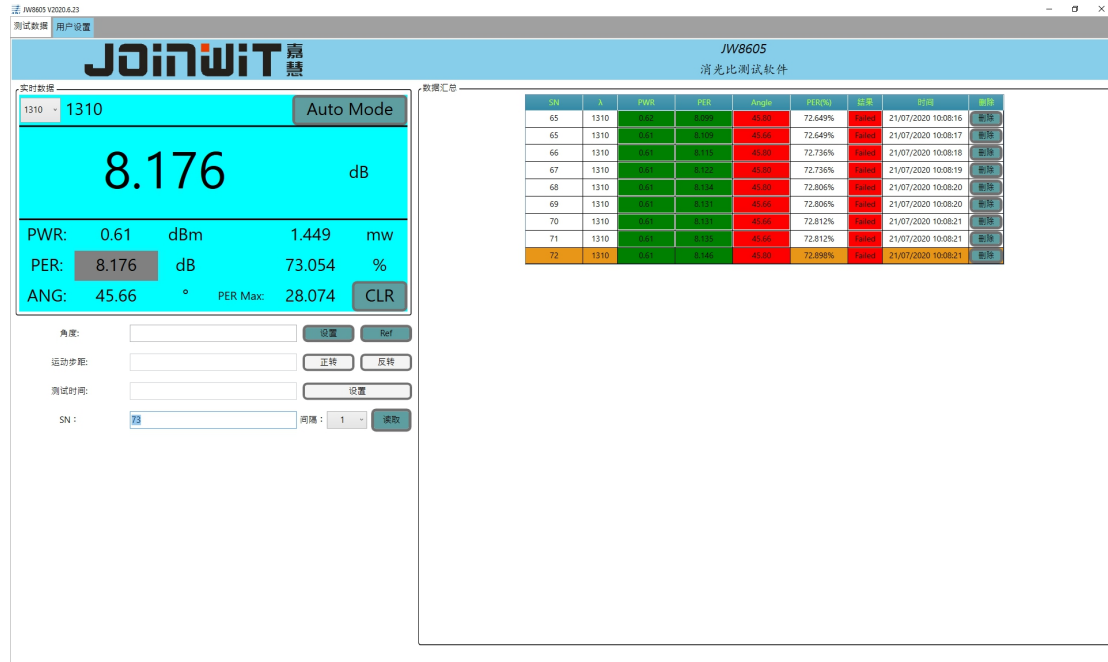 JW8605 V2020.6.23
测试数据 用户设置
JOINWIT 嘉慧
JW8605
消光比测试软件
实时数据
1310 1310 Auto Mode
8.176 dB
PWR: 0.61 dBm 1.449 mw
PER: 8.176 dB 73.054 %
ANG: 45.66 ° PER Max: 28.074 CLR
角度: 设置 Ref
运动步距: 正转 反转
测试时间: 设置
SN： 73 间隔： 1 读取
数据汇总
SN λ PWR PER Angle PER(%) 结果 时间 删除
65 1310 0.62 8.099 45.80 72.649% Failed 21/07/2020 10:08:16 删除
65 1310 0.61 8.109 45.66 72.649% Failed 21/07/2020 10:08:17 删除
66 1310 0.61 8.115 45.80 72.736% Failed 21/07/2020 10:08:18 删除
67 1310 0.61 8.122 45.80 72.736% Failed 21/07/2020 10:08:19 删除
68 1310 0.61 8.134 45.80 72.806% Failed 21/07/2020 10:08:20 删除
69 1310 0.61 8.131 45.66 72.806% Failed 21/07/2020 10:08:20 删除
70 1310 0.61 8.131 45.66 72.812% Failed 21/07/2020 10:08:21 删除
71 1310 0.61 8.135 45.66 72.812% Failed 21/07/2020 10:08:21 删除
72 1310 0.61 8.146 45.80 72.898% Failed 21/07/2020 10:08:21 删除